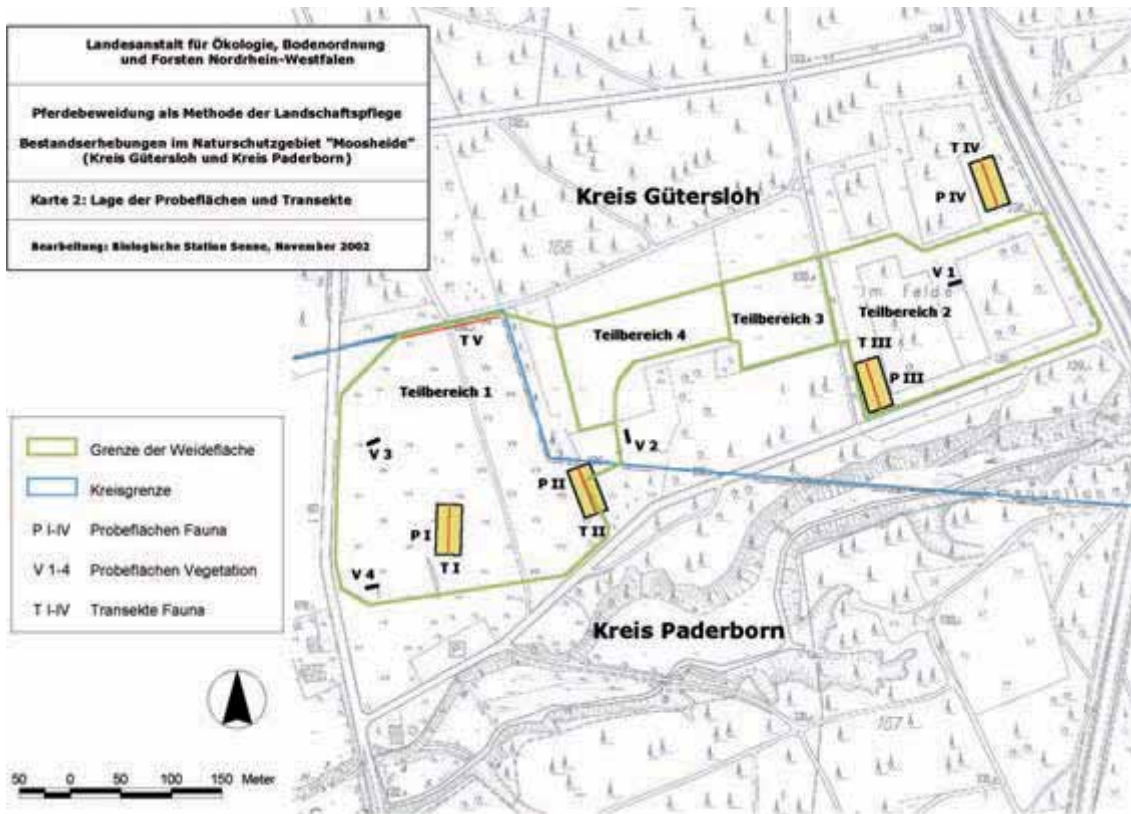 Landesanstalt für Ökologie, Bodenordnung
und Forsten Nordrhein-Westfalen
Pferdebeweidung als Methode der Landschaftspflege
Bestandserhebungen im Naturschutzgebiet "Moosheide"
(Kreis Gütersloh und Kreis Paderborn)
Karte 2: Lage der Probeflächen und Transekte
Bearbeitung: Biologische Station Senne, November 2002
Kreis Gütersloh
T IV
P IV
166
V 1
Im Felde
Teilbereich 2
Teilbereich 3
Teilbereich 4
T V
T III
P III
Teilbereich 1
V 2
V 3
P II
T II
P I
T I
V 4
Kreis Paderborn
167
Grenze der Weidefläche
Kreisgrenze
P I-IV Probeflächen Fauna
V 1-4 Probeflächen Vegetation
T I-IV Transekte Fauna
50 0 50 100 150 Meter